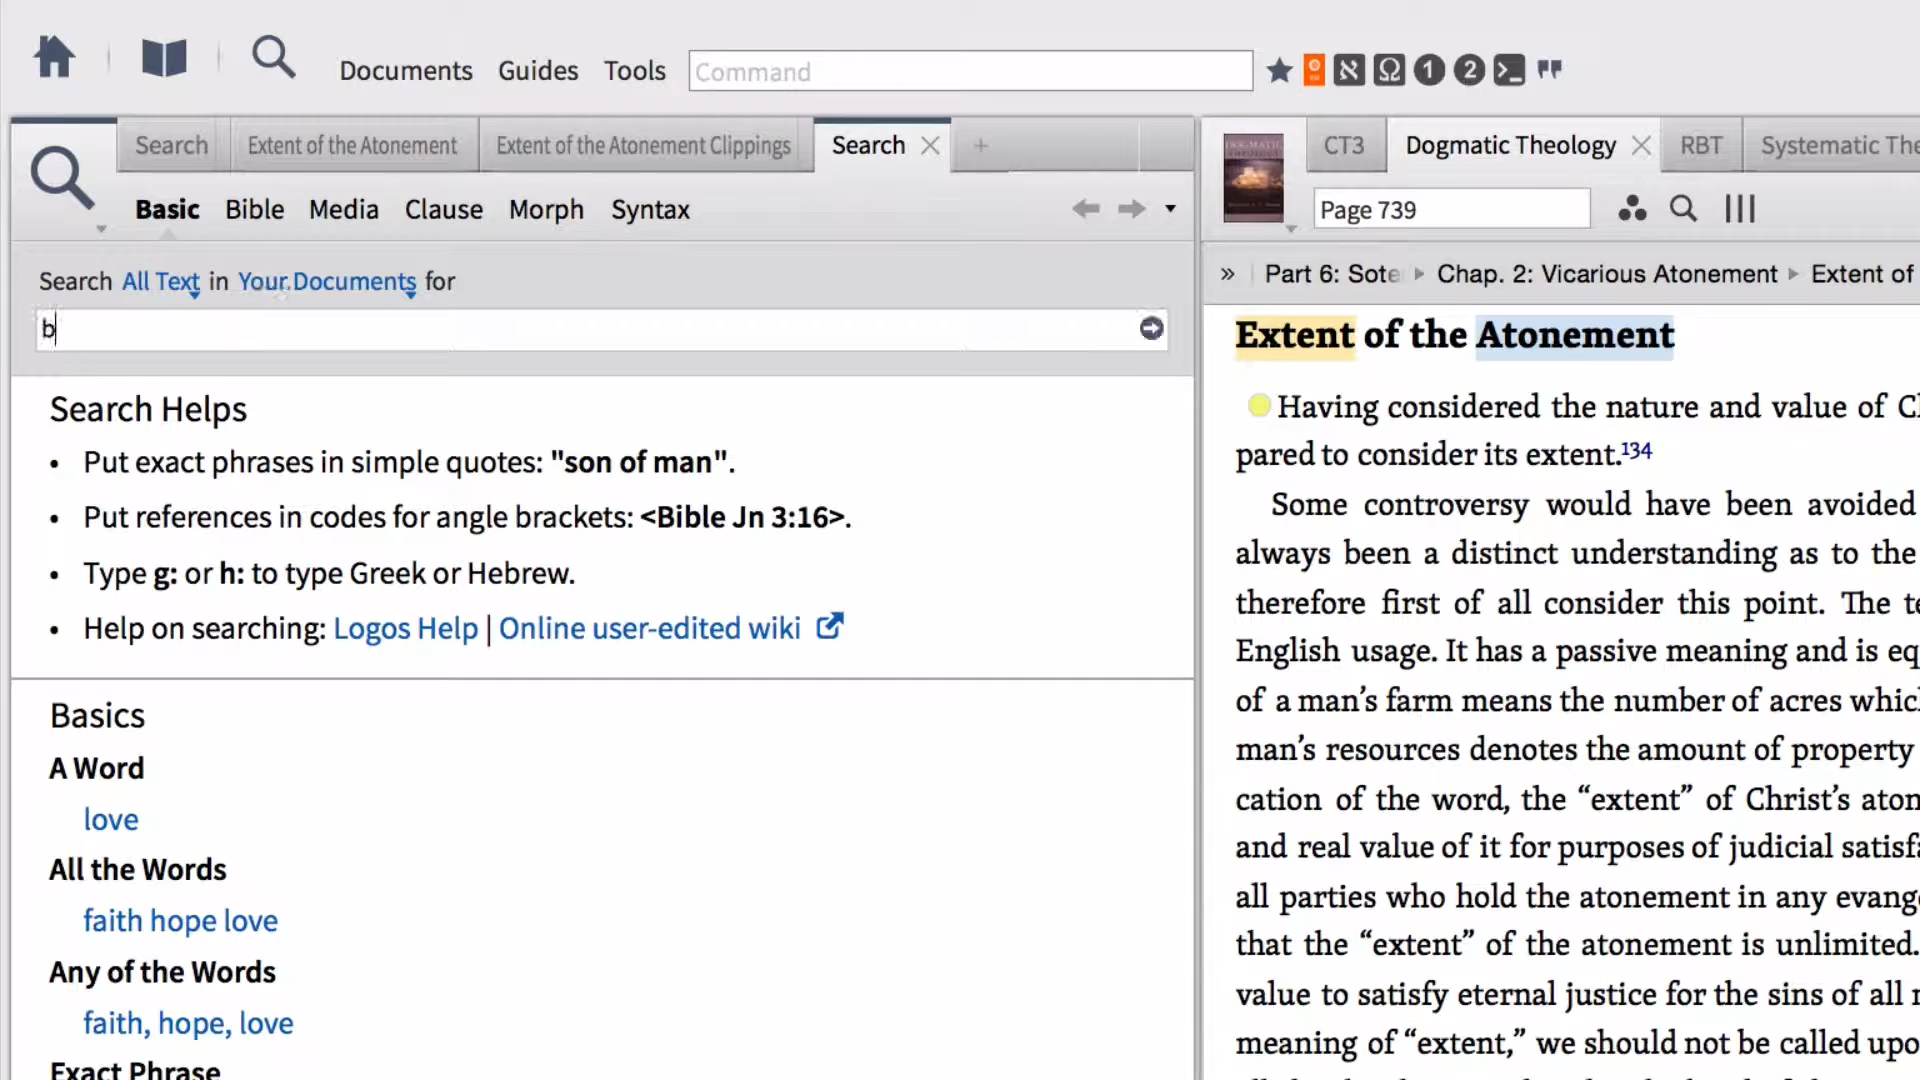 Documents Guides Tools Command
Search Extent of the Atonement Extent of the Atonement Clippings Search
Basic Bible Media Clause Morph Syntax
Search All Text in Your Documents for
b
Search Helps
• Put exact phrases in simple quotes: "son of man".
• Put references in codes for angle brackets: <Bible Jn 3:16>.
• Type g: or h: to type Greek or Hebrew.
• Help on searching: Logos Help | Online user-edited wiki
Basics
A Word
love
All the Words
faith hope love
Any of the Words
faith, hope, love
Exact Phrase
CT3 Dogmatic Theology RBT Systematic The
Page 739
» Part 6: Sote Chap. 2: Vicarious Atonement Extent of
Extent of the Atonement
Having considered the nature and value of C
pared to consider its extent.134
Some controversy would have been avoided
always been a distinct understanding as to the
therefore first of all consider this point. The te
English usage. It has a passive meaning and is eq
of a man’s farm means the number of acres whic
man’s resources denotes the amount of property
cation of the word, the “extent” of Christ’s aton
and real value of it for purposes of judicial satisfa
all parties who hold the atonement in any evang
that the “extent” of the atonement is unlimited.
value to satisfy eternal justice for the sins of all
meaning of “extent,” we should not be called upo